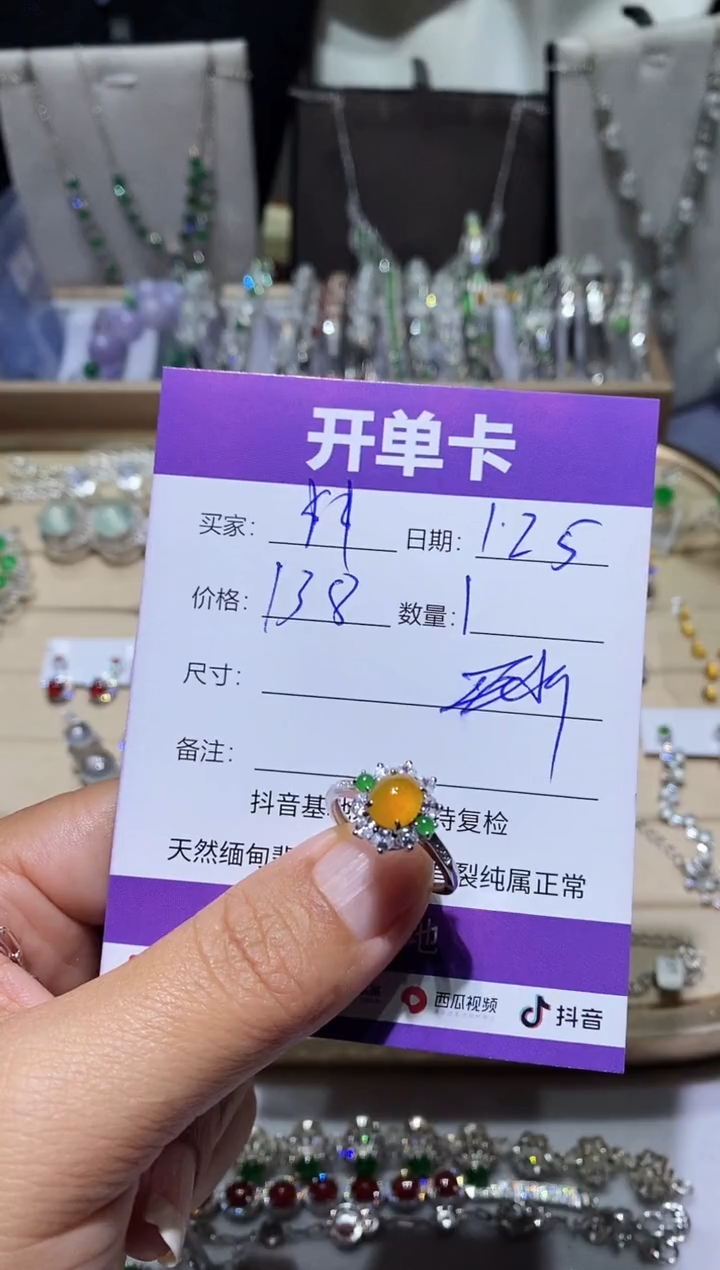 开单卡
买家： 日期：1.25
价格：138 数量：1
尺寸：
备注：
抖音基 持复检
天然缅甸 裂纯属正常
地
西瓜视频 抖音